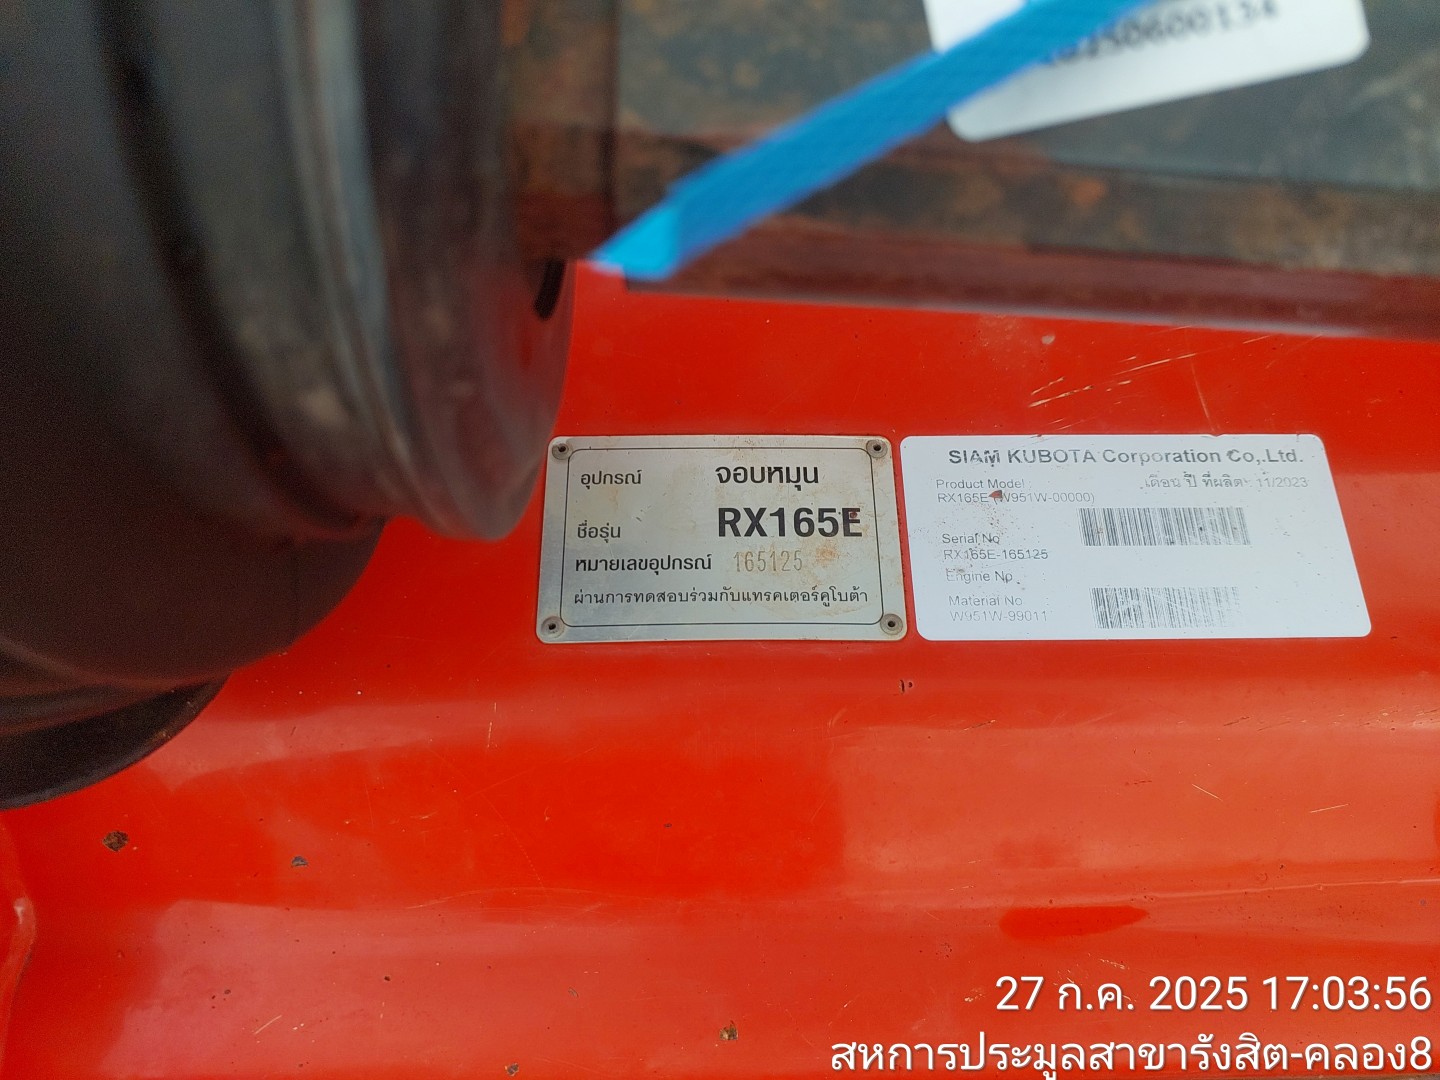 อุปกรณ์ จอบหมุน
ชื่อรุ่น RX165E
หมายเลขอุปกรณ์ 165125
ผ่านการทดสอบร่วมกับแทรคเตอร์คูโบต้า
SIAM KUBOTA Corporation Co,.Ltd.
Product Model : เดือน ปี ที่ผลิต: 11/2023
RX165E (W951W-00000)
Serial No
RX165E-165125
Engine No
Material No
W951W-99011
27 ก.ค. 2025 17:03:56
สหการประมูลสาขารังสิต-คลอง8